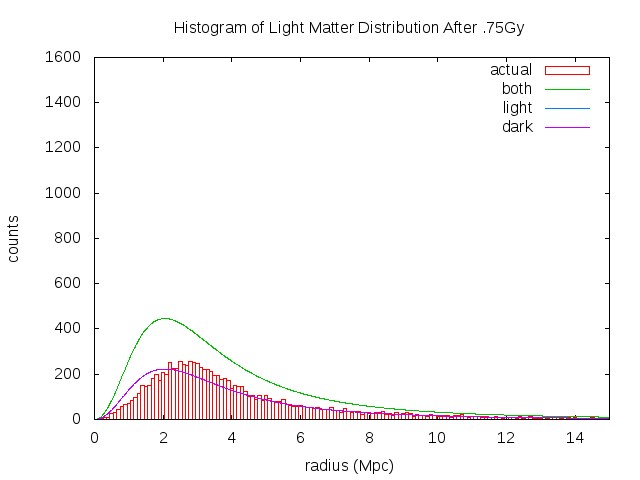 Histogram of Light Matter Distribution After .75Gy
1600
1400
1200
1000
800
600
400
200
0
counts
actual
both
light
dark
0 2 4 6 8 10 12 14
radius (Mpc)